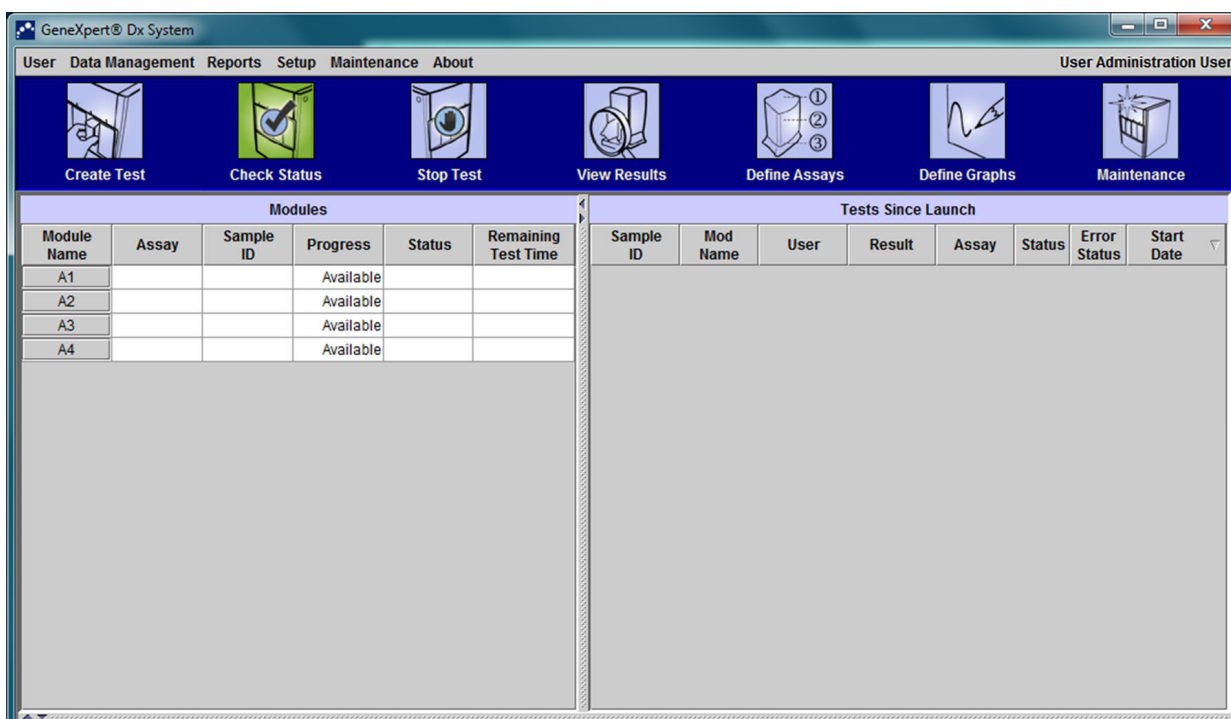 GeneXpert® Dx System
User Data Management Reports Setup Maintenance About User Administration User
① ② ③
Create Test Check Status Stop Test View Results Define Assays Define Graphs Maintenance
Modules
Module Name Assay Sample ID Progress Status Remaining Test Time
A1 Available
A2 Available
A3 Available
A4 Available
Tests Since Launch
Sample ID Mod Name User Result Assay Status Error Status Start Date